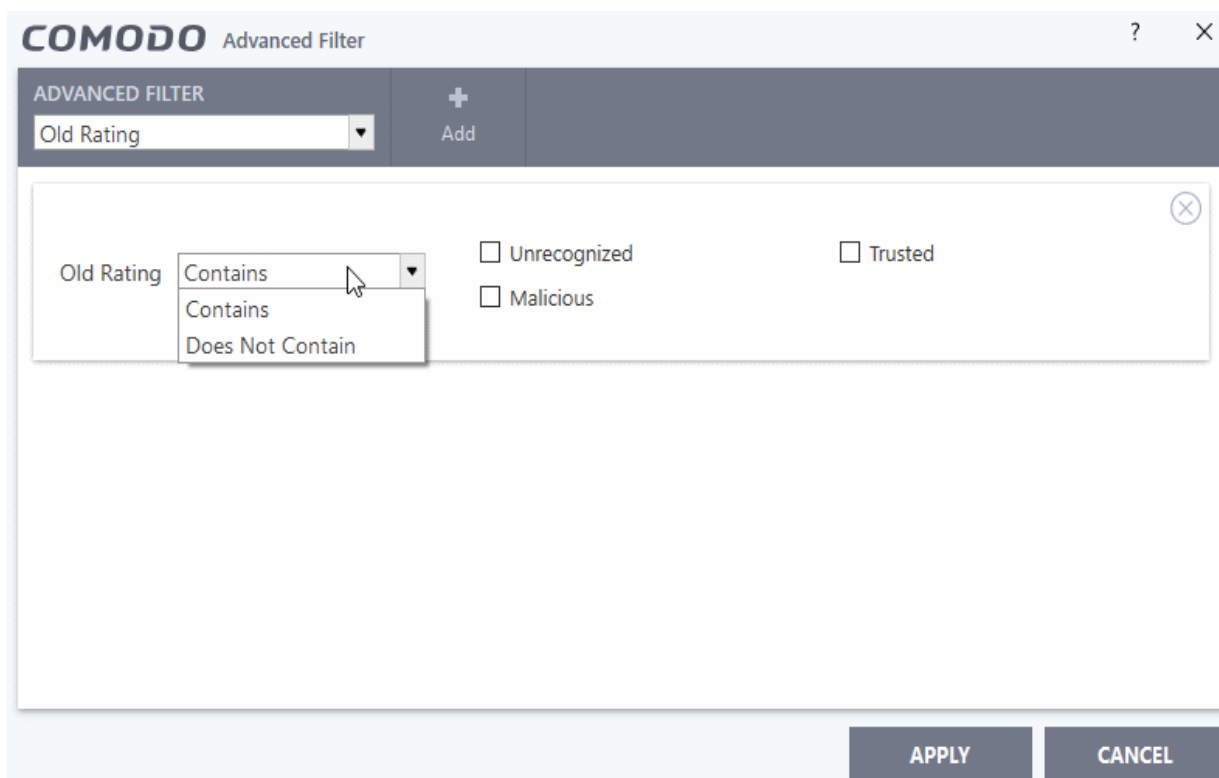 COMODO Advanced Filter ?
ADVANCED FILTER
Old Rating
Add
Old Rating Contains
Contains
Does Not Contain
Unrecognized Trusted
Malicious
APPLY CANCEL